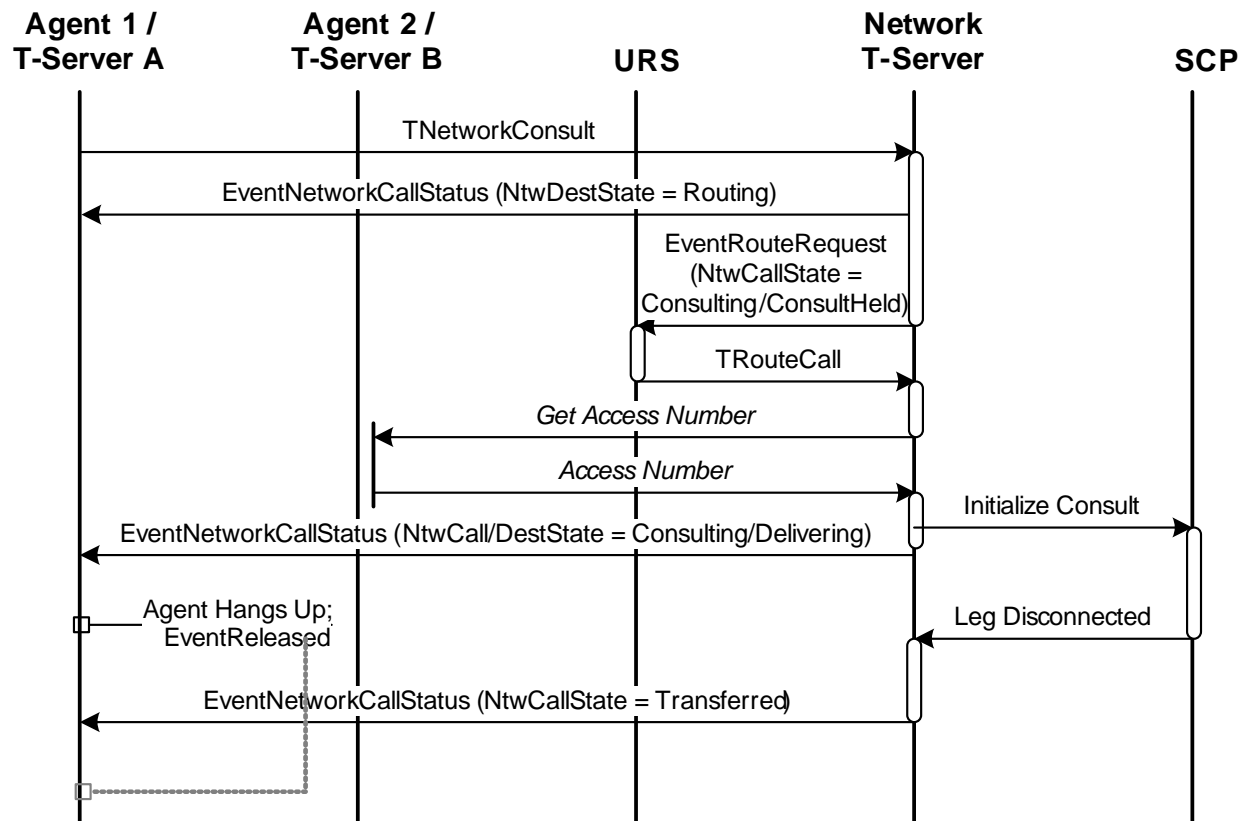 Agent 1 /
T-Server A
Agent 2 /
T-Server B
URS
Network
T-Server
SCP
TNetworkConsult
EventNetworkCallStatus (NtwDestState = Routing)
EventRouteRequest
(NtwCallState =
Consulting/ConsultHeld)
TRouteCall
Get Access Number
Access Number
Initialize Consult
EventNetworkCallStatus (NtwCall/DestState = Consulting/Delivering)
Agent Hangs Up;
EventReleased
Leg Disconnected
EventNetworkCallStatus (NtwCallState = Transferred)